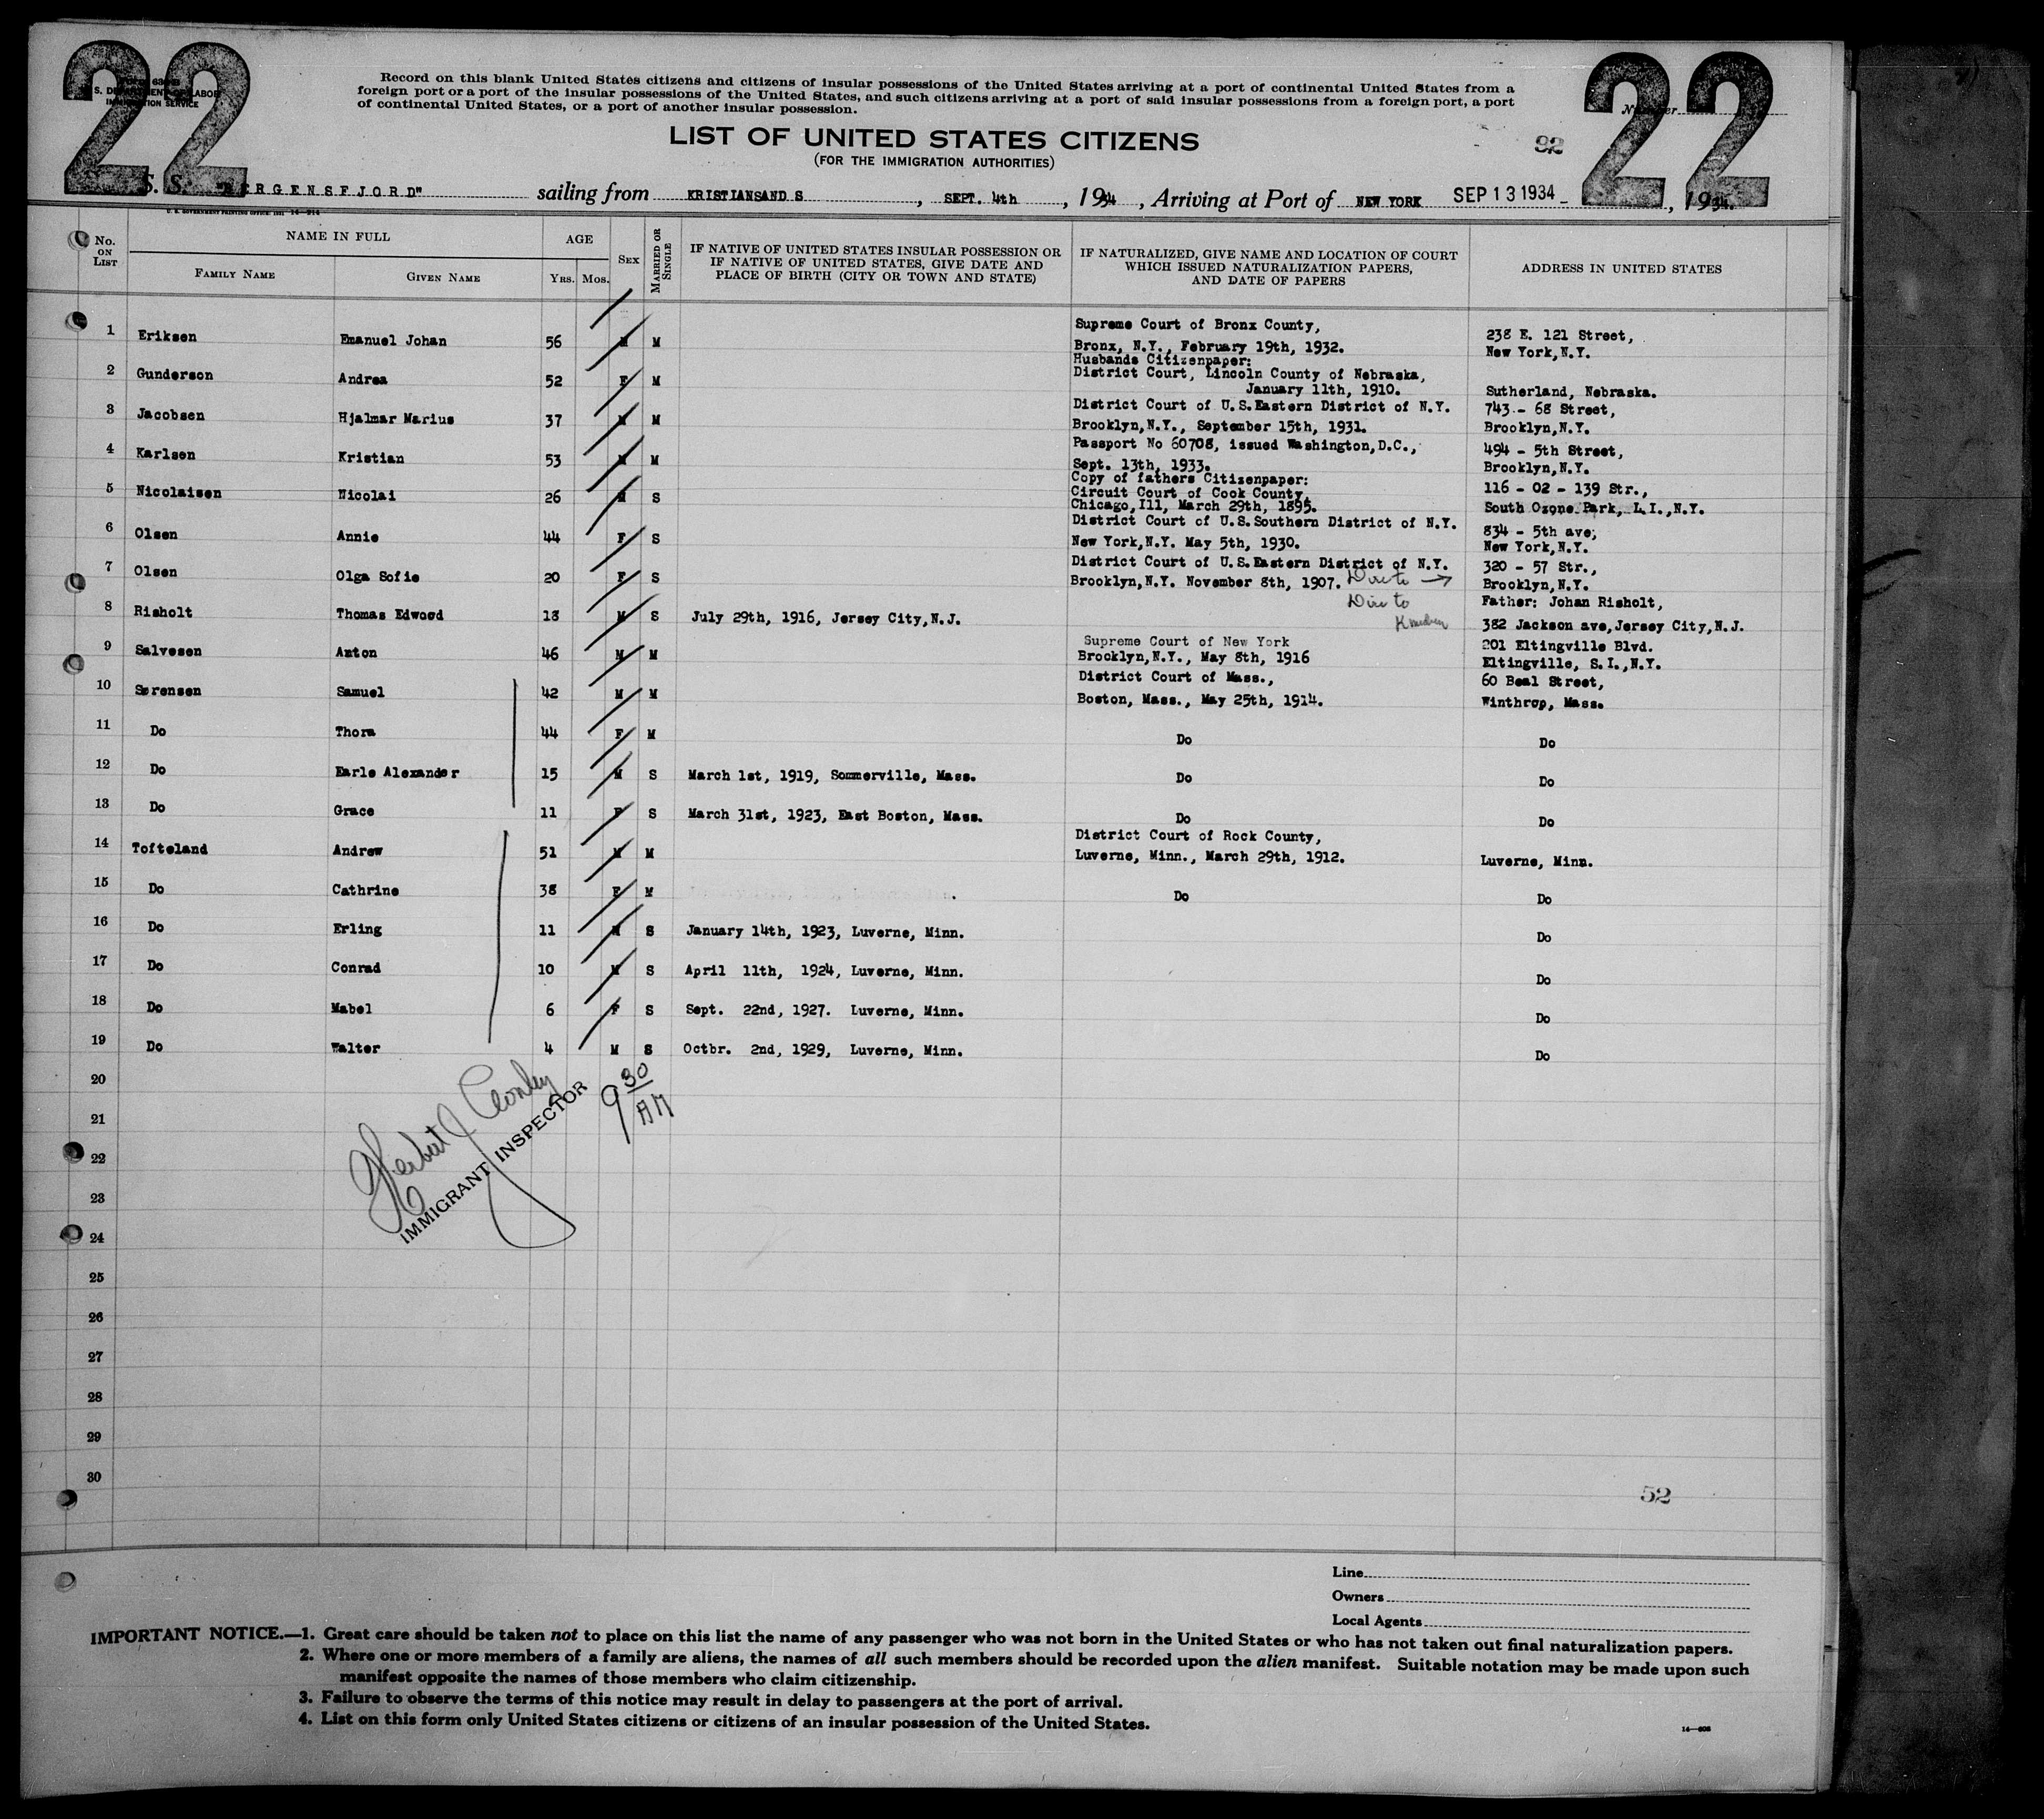 22
22
FORM 630-B
U. S. DEPARTMENT OF LABOR
IMMIGRATION SERVICE
Record on this blank United States citizens and citizens of insular possessions of the United States arriving at a port of continental United States from a
foreign port or a port of the insular possessions of the United States, and such citizens arriving at a port of said insular possessions from a foreign port, a port
of continental United States, or a port of another insular possession.
LIST OF UNITED STATES CITIZENS
(FOR THE IMMIGRATION AUTHORITIES)
92
S. S. "BERGENSFJORD" sailing from KRISTIANSAND S , SEPT. 4th , 1934 , Arriving at Port of NEW YORK SEP 13 1934 , 1934.
U. S. GOVERNMENT PRINTING OFFICE: 1931 14—914
No. ON LIST
NAME IN FULL
FAMILY NAME
GIVEN NAME
AGE
YRS. MOS.
SEX
MARRIED OR SINGLE
IF NATIVE OF UNITED STATES INSULAR POSSESSION OR
IF NATIVE OF UNITED STATES, GIVE DATE AND
PLACE OF BIRTH (CITY OR TOWN AND STATE)
IF NATURALIZED, GIVE NAME AND LOCATION OF COURT
WHICH ISSUED NATURALIZATION PAPERS,
AND DATE OF PAPERS
ADDRESS IN UNITED STATES
1 Eriksen Emanuel Johan 56 M M Supreme Court of Bronx County, 238 E. 121 Street,
Bronx, N.Y., February 19th, 1932. New York,N.Y.
Husbands Citizenpaper:
2 Gunderson Andrea 52 F M District Court, Lincoln County of Nebraska,
January 11th, 1910. Sutherland, Nebraska.
3 Jacobsen Hjalmar Marius 37 M M District Court of U.S.Eastern District of N.Y. 743 - 68 Street,
Brooklyn,N.Y., September 15th, 1931. Brooklyn,N.Y.
4 Karlsen Kristian 53 M M Passport No 60708, issued Washington,D.C., 494 - 5th Street,
Sept. 13th, 1933. Brooklyn,N.Y.
Copy of fathers Citizenpaper:
5 Nicolaisen Nicolai 26 M S Circuit Court of Cook County, 116 - 02 - 139 Str.,
Chicago,Ill, March 29th, 1895. South Ozone Park, L.I.,N.Y.
6 Olsen Annie 44 F S District Court of U.S.Southern District of N.Y. 834 - 5th ave;
New York,N.Y. May 5th, 1930. New York,N.Y.
7 Olsen Olga Sofie 20 F S District Court of U.S.Eastern District of N.Y. 320 - 57 Str.,
Brooklyn,N.Y. November 8th, 1907. Brooklyn,N.Y.
8 Risholt Thomas Edwood 18 M S July 29th, 1916, Jersey City,N.J. Father: Johan Risholt,
382 Jackson ave,Jersey City,N.J.
9 Salvesen Anton 46 M M Supreme Court of New York 201 Eltingville Blvd.
Brooklyn,N.Y., May 8th, 1916 Eltingville, S.I.,N.Y.
10 Sørensen Samuel 42 M M District Court of Mass., 60 Beal Street,
Boston, Mass., May 25th, 1914. Winthrop, Mass.
11 Do Thora 44 F M Do Do
12 Do Earle Alexander 15 M S March 1st, 1919, Sommerville, Mass. Do Do
13 Do Grace 11 F S March 31st, 1923, East Boston, Mass. Do Do
14 Tofteland Andrew 51 M M District Court of Rock County,
Luverne, Minn., March 29th, 1912. Luverne, Minn.
15 Do Cathrine 38 F M Do Do
16 Do Erling 11 M S January 14th, 1923, Luverne, Minn. Do
17 Do Conrad 10 M S April 11th, 1924, Luverne, Minn. Do
18 Do Mabel 6 F S Sept. 22nd, 1927. Luverne, Minn. Do
19 Do Walter 4 M S Octbr. 2nd, 1929, Luverne, Minn. Do
20
21
22
23
24
25
26
27
28
29
30
9 30 AM
IMMIGRANT INSPECTOR
52
Line
Owners
Local Agents
IMPORTANT NOTICE.—1. Great care should be taken not to place on this list the name of any passenger who was not born in the United States or who has not taken out final naturalization papers.
2. Where one or more members of a family are aliens, the names of all such members should be recorded upon the alien manifest. Suitable notation may be made upon such
manifest opposite the names of those members who claim citizenship.
3. Failure to observe the terms of this notice may result in delay to passengers at the port of arrival.
4. List on this form only United States citizens or citizens of an insular possession of the United States.